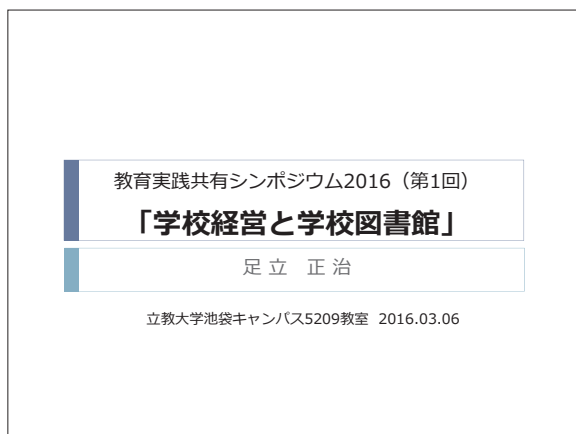 教育実践共有シンポジウム2016（第1回）
「学校経営と学校図書館」
足立 正治
立教大学池袋キャンパス5209教室 2016.03.06